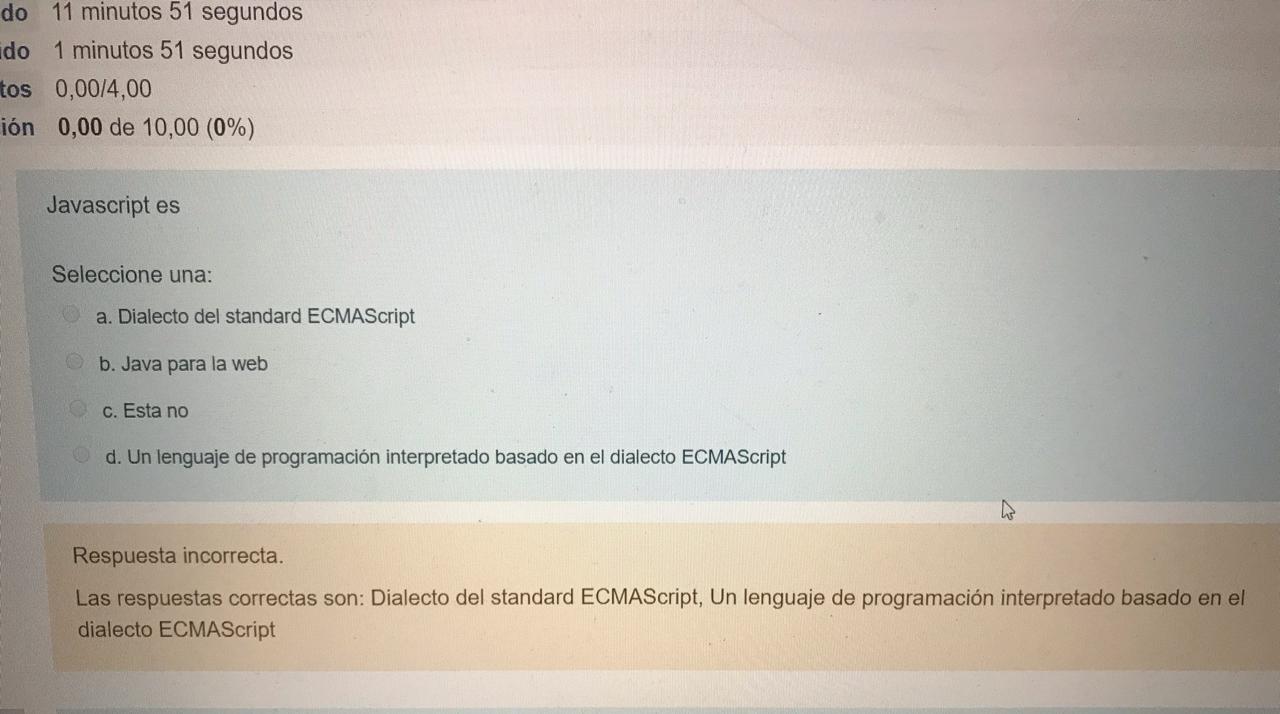 do 11 minutos 51 segundos
ido 1 minutos 51 segundos
tos 0,00/4,00
ión 0,00 de 10,00 (0%)
Javascript es
Seleccione una:
a. Dialecto del standard ECMAScript
b. Java para la web
c. Esta no
d. Un lenguaje de programación interpretado basado en el dialecto ECMAScript
Respuesta incorrecta.
Las respuestas correctas son: Dialecto del standard ECMAScript, Un lenguaje de programación interpretado basado en el
dialecto ECMAScript